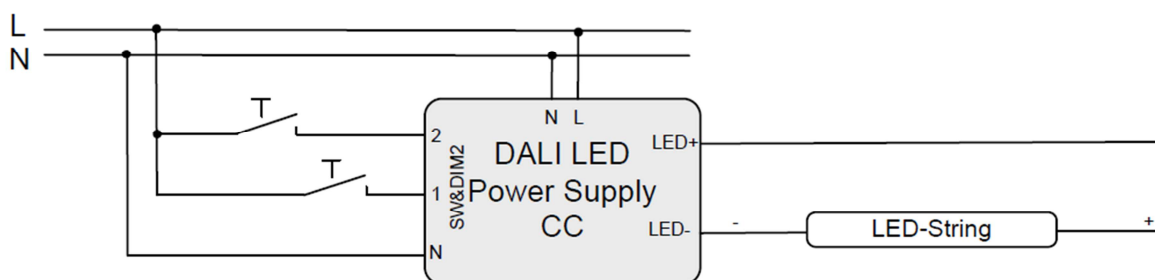 L
N
T
T
N L
2
1
N
SW&DIM2
DALI LED
Power Supply
CC
LED+
LED-
-
LED-String
+